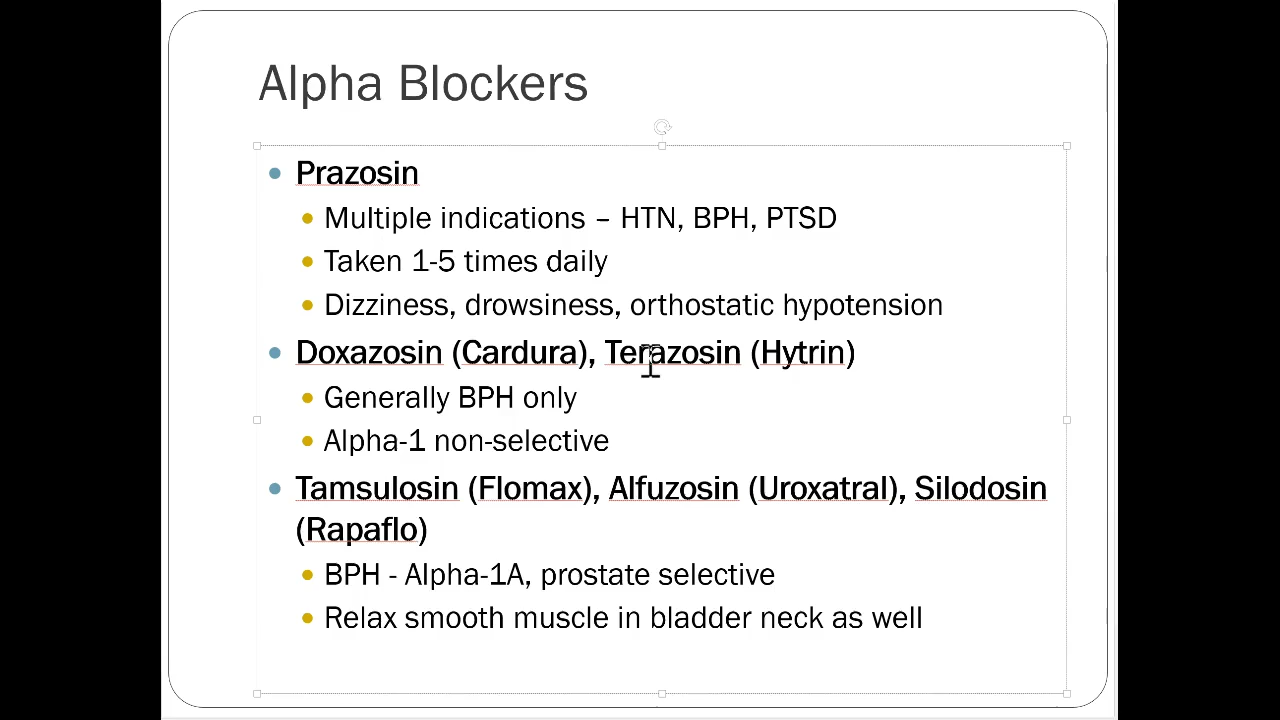 Alpha Blockers
Prazosin
Multiple indications – HTN, BPH, PTSD
Taken 1-5 times daily
Dizziness, drowsiness, orthostatic hypotension
Doxazosin (Cardura), Terazosin (Hytrin)
Generally BPH only
Alpha-1 non-selective
Tamsulosin (Flomax), Alfuzosin (Uroxatral), Silodosin
(Rapaflo)
BPH - Alpha-1A, prostate selective
Relax smooth muscle in bladder neck as well